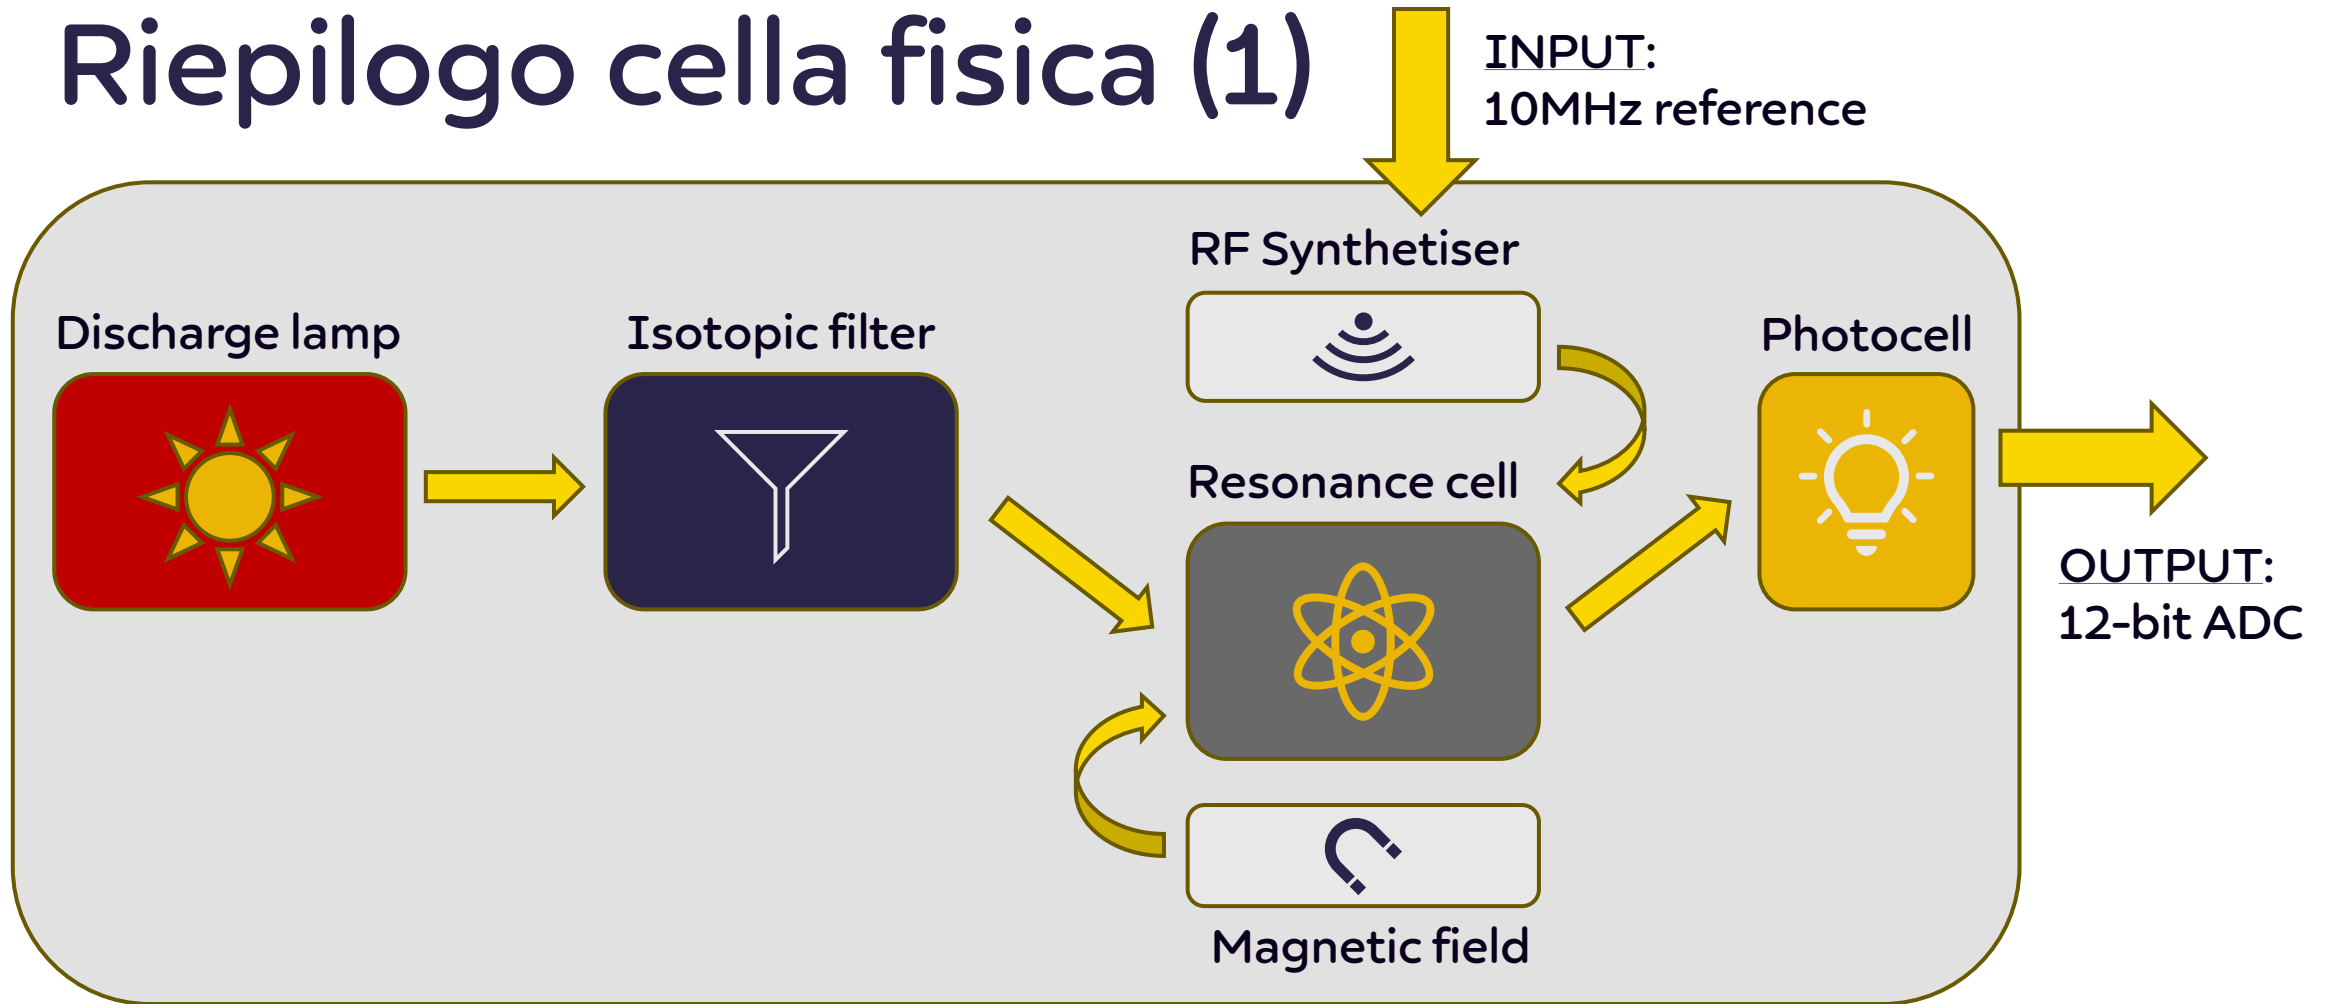 Riepilogo cella fisica (1)
INPUT:
10MHz reference
RF Synthetiser
Discharge lamp
Isotopic filter
Photocell
Resonance cell
OUTPUT:
12-bit ADC
Magnetic field